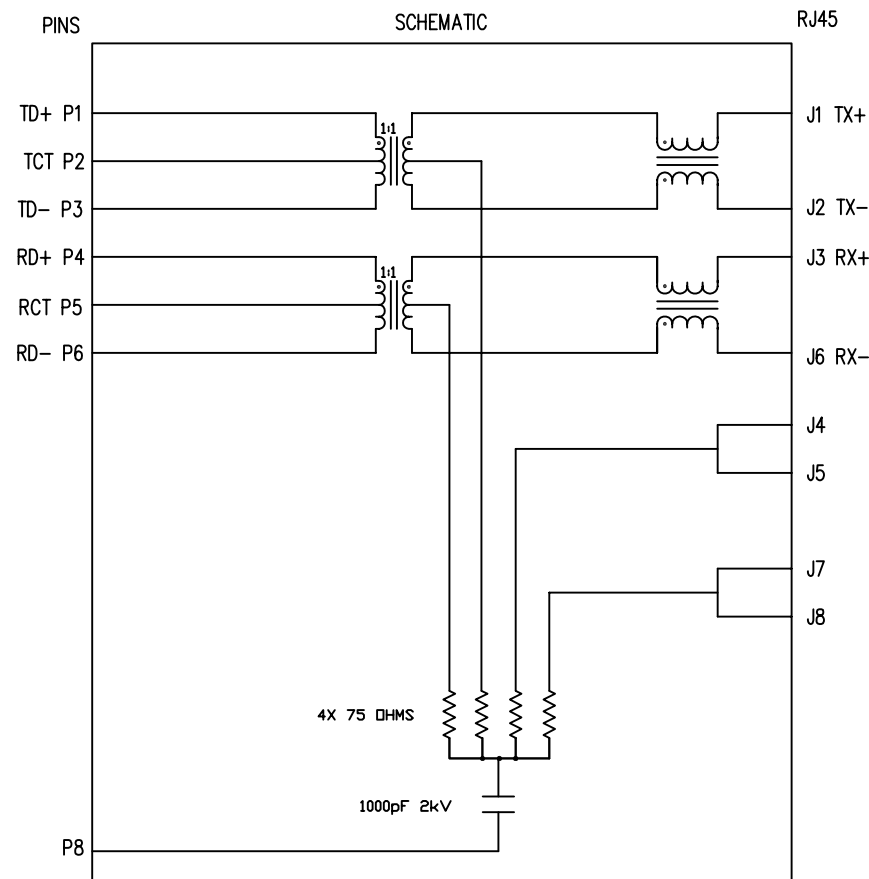 PINS SCHEMATIC RJ45
TD+ P1
1:1
J1 TX+
TCT P2
TD- P3
J2 TX-
RD+ P4
1:1
J3 RX+
RCT P5
RD- P6
J6 RX-
J4
J5
J7
J8
4X 75 OHMS
1000pF 2kV
P8